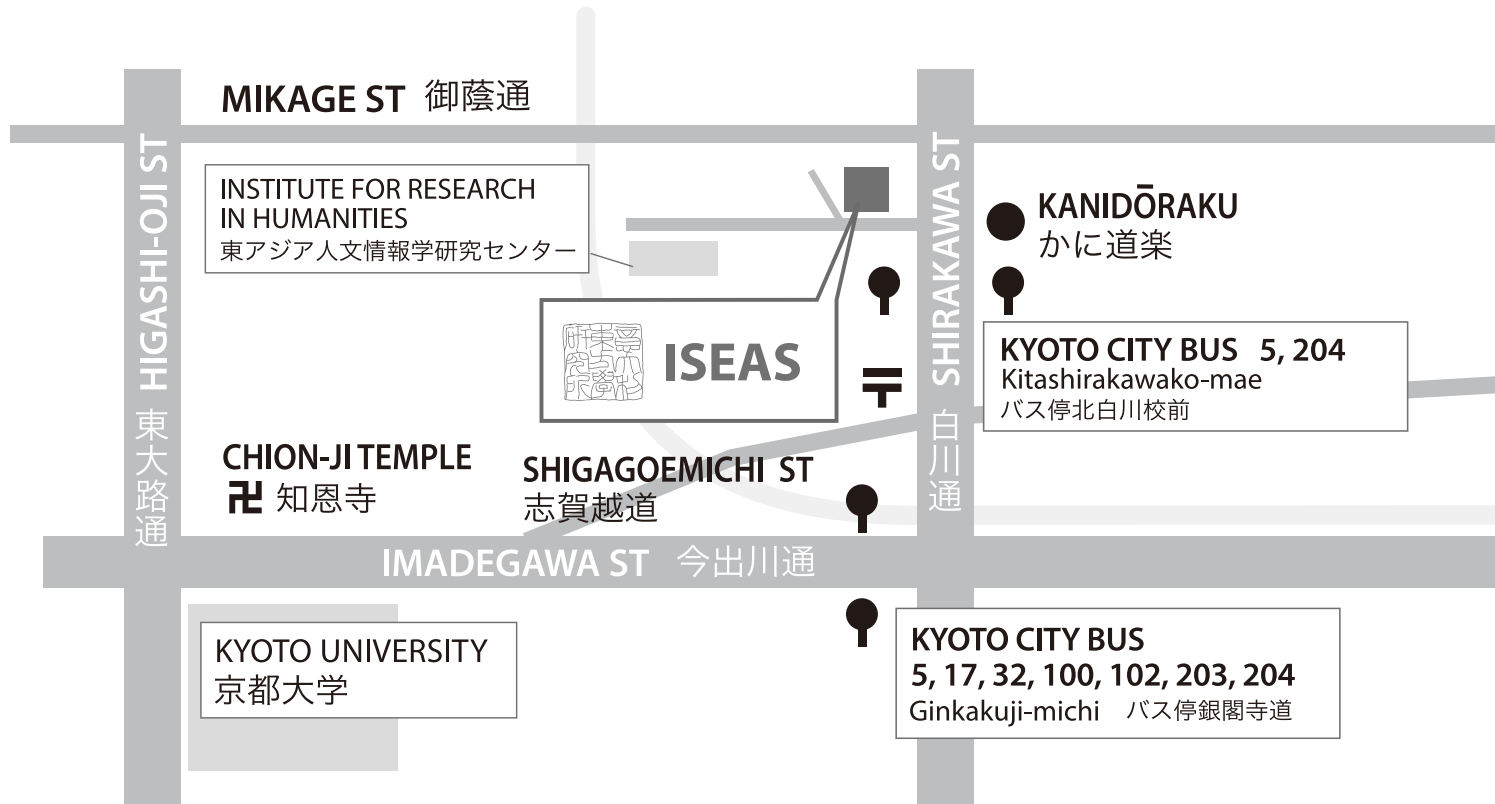 MIKAGE ST 御蔭通
HIGASHI-OJI ST 東大路通
INSTITUTE FOR RESEARCH
IN HUMANITIES
東アジア人文情報学研究センター
SHIRAKAWA ST 白川通
KANIDŌRAKU
かに道楽
ISEAS
KYOTO CITY BUS 5, 204
Kitashirakawako-mae
バス停北白川校前
〒
CHION-JI TEMPLE
卍 知恩寺
SHIGAGOEMICHI ST
志賀越道
IMADEGAWA ST 今出川通
KYOTO UNIVERSITY
京都大学
KYOTO CITY BUS
5, 17, 32, 100, 102, 203, 204
Ginkakuji-michi バス停銀閣寺道